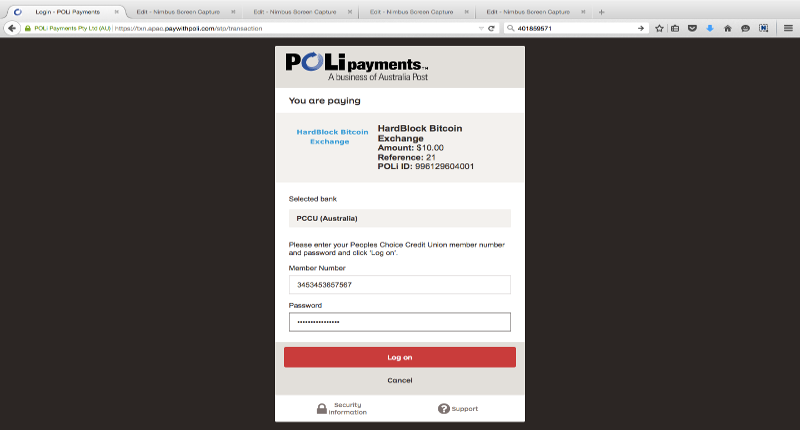 Login - POLi Payments
Edit - Nimbus Screen Capture
Edit - Nimbus Screen Capture
Edit - Nimbus Screen Capture
Edit - Nimbus Screen Capture
POLi Payments Pty Ltd (AU)
https://txn.apac.paywithpoli.com/stp/transaction
401859571
POLi payments™
A business of Australia Post
You are paying
HardBlock Bitcoin
Exchange
HardBlock Bitcoin
Exchange
Amount: $10.00
Reference: 21
POLi ID: 996129604001
Selected bank
PCCU (Australia)
Please enter your Peoples Choice Credit Union member number
and password and click 'Log on'.
Member Number
3453453657567
Password
Log on
Cancel
Security
Information
Support